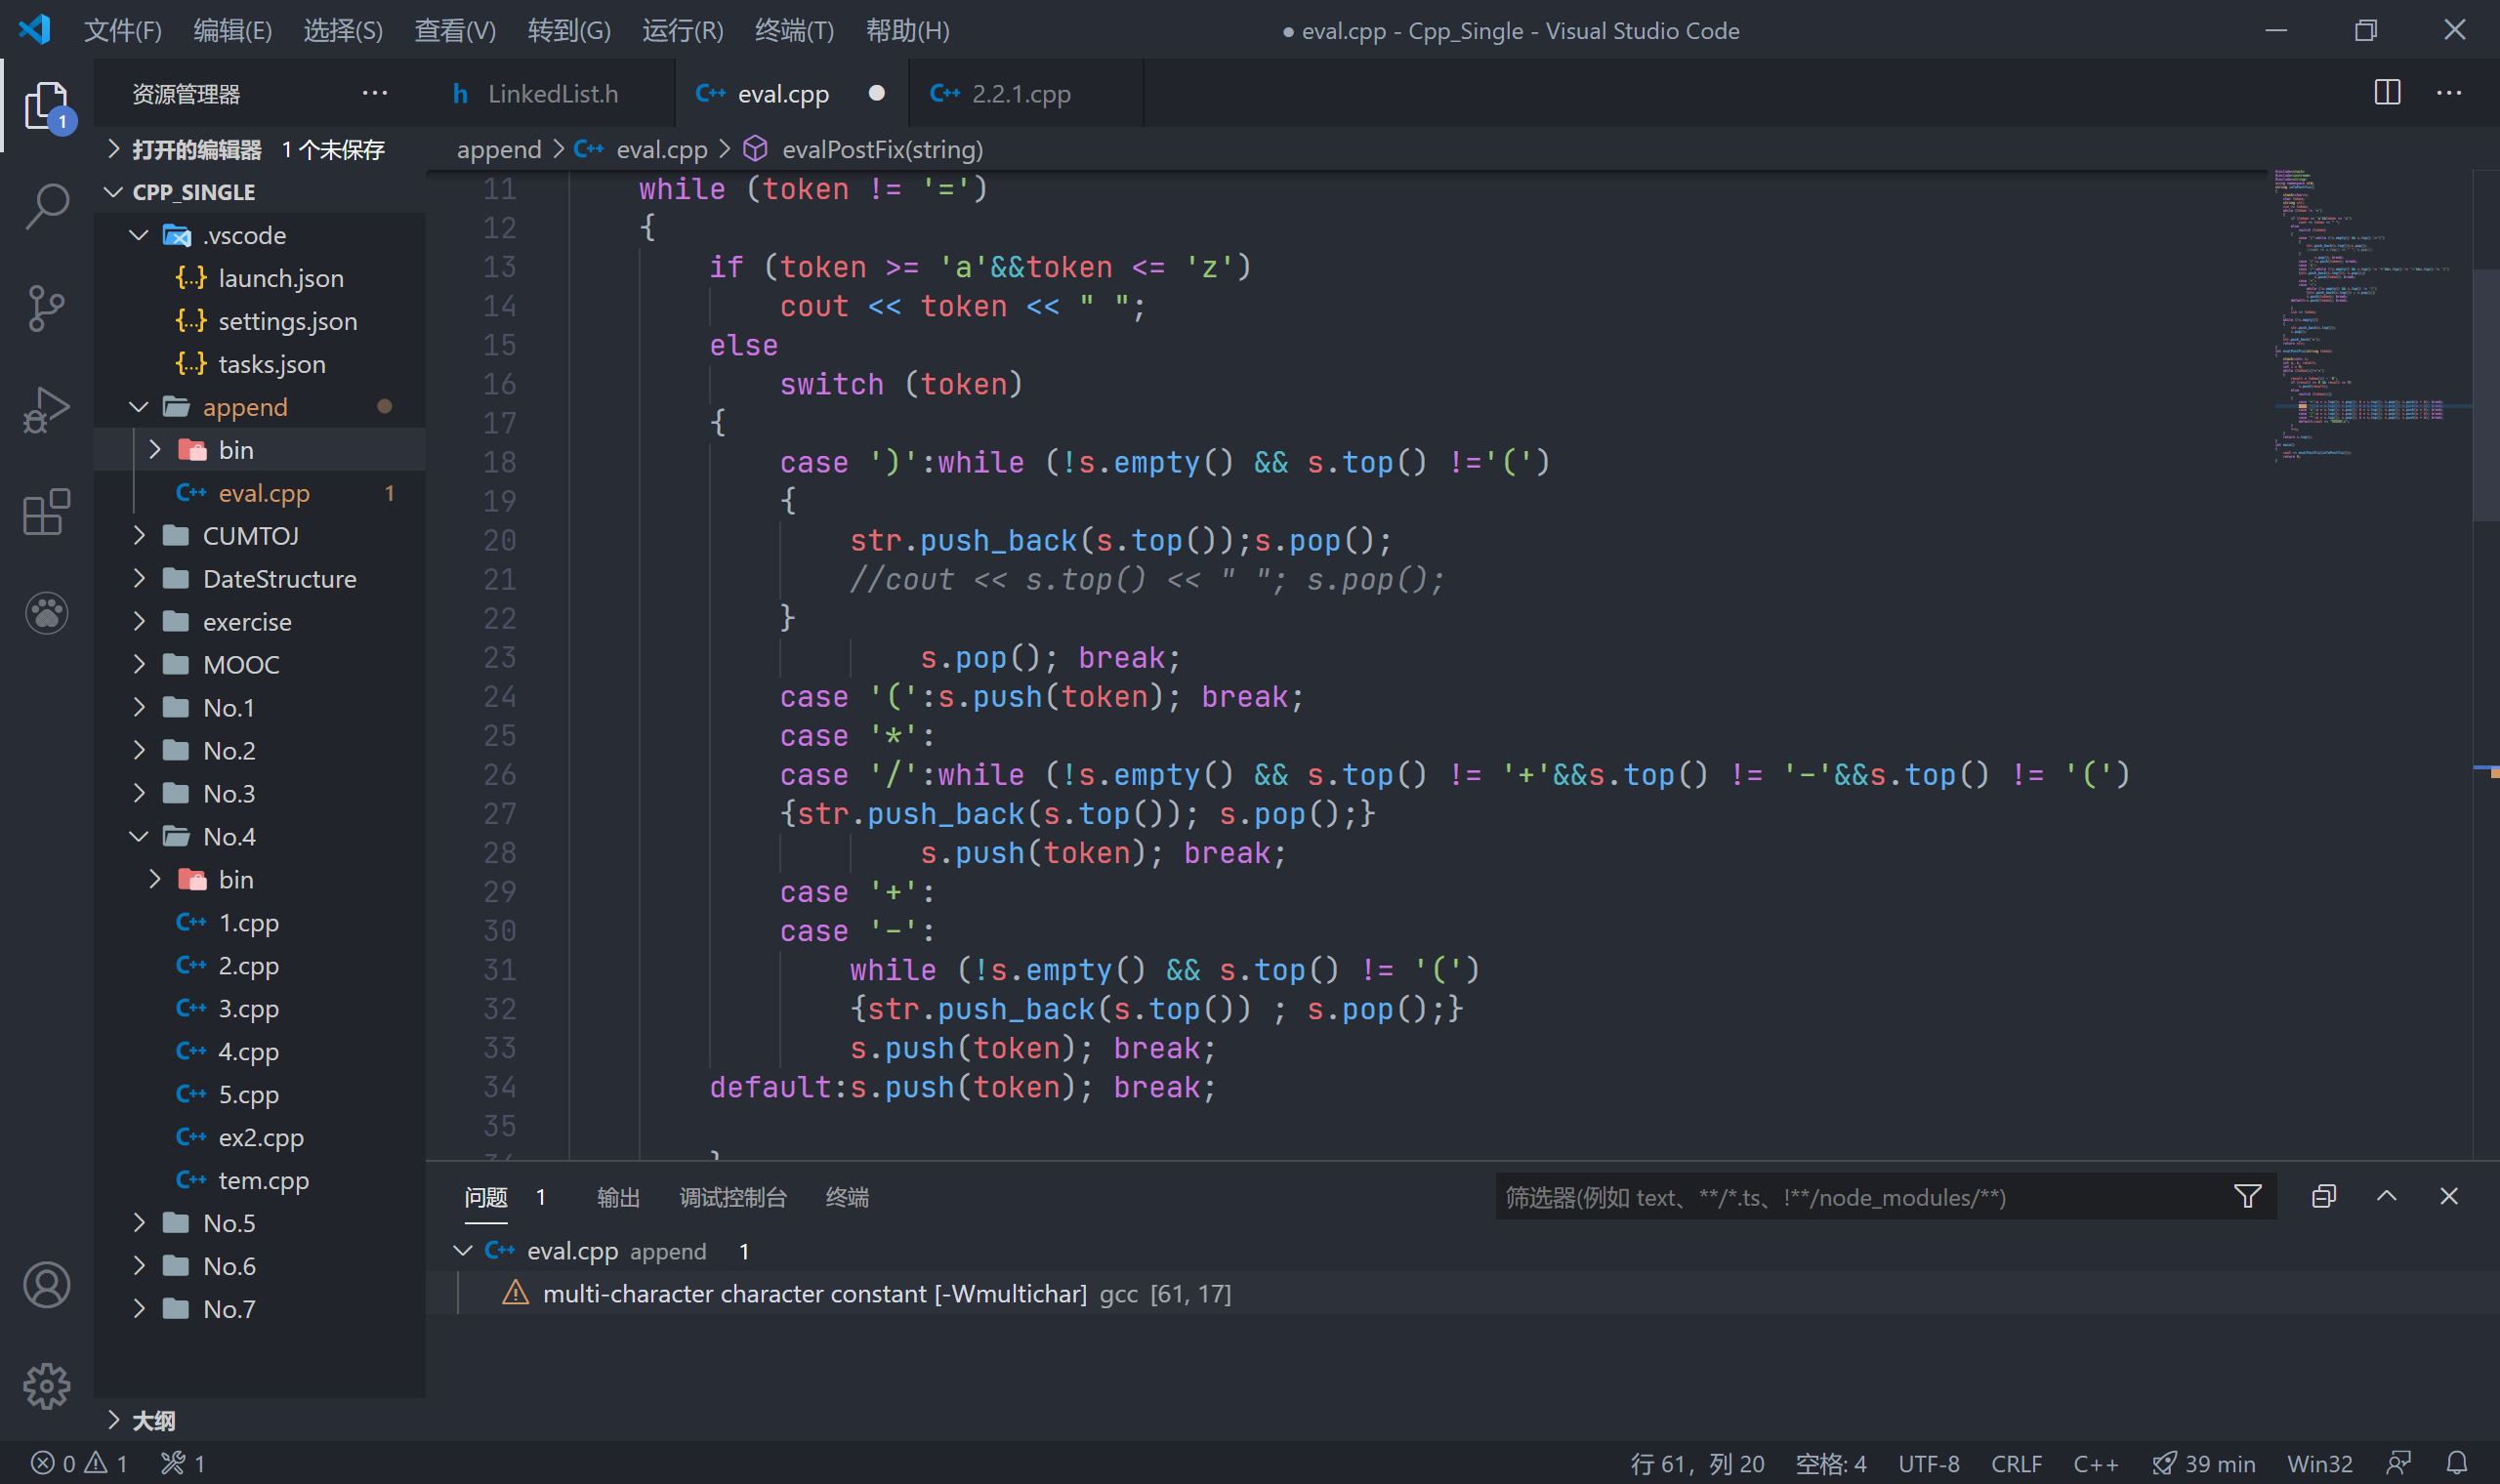 文件(F) 编辑(E) 选择(S) 查看(V) 转到(G) 运行(R) 终端(T) 帮助(H) ● eval.cpp - Cpp_Single - Visual Studio Code
资源管理器 ···
LinkedList.h eval.cpp 2.2.1.cpp
1
打开的编辑器 1 个未保存
append > eval.cpp > evalPostFix(string)
CPP_SINGLE
.vscode
launch.json
settings.json
tasks.json
append
bin
eval.cpp 1
CUMTOJ
DateStructure
exercise
MOOC
No.1
No.2
No.3
No.4
bin
1.cpp
2.cpp
3.cpp
4.cpp
5.cpp
ex2.cpp
tem.cpp
No.5
No.6
No.7
大纲
11 while (token != '=')
12 {
13 if (token >= 'a'&&token <= 'z')
14 cout << token << " ";
15 else
16 switch (token)
17 {
18 case ')':while (!s.empty() && s.top() !='(')
19 {
20 str.push_back(s.top());s.pop();
21 //cout << s.top() << " "; s.pop();
22 }
23 s.pop(); break;
24 case '(':s.push(token); break;
25 case '*':
26 case '/':while (!s.empty() && s.top() != '+'&&s.top() != '-'&&s.top() != '(')
27 {str.push_back(s.top()); s.pop();}
28 s.push(token); break;
29 case '+':
30 case '-':
31 while (!s.empty() && s.top() != '(')
32 {str.push_back(s.top()) ; s.pop();}
33 s.push(token); break;
34 default:s.push(token); break;
35
问题 1 输出 调试控制台 终端 筛选器(例如 text、**/*.ts、!**/node_modules/**)
eval.cpp append 1
multi-character character constant [-Wmultichar] gcc [61, 17]
0 1 1 行 61，列 20 空格: 4 UTF-8 CRLF C++ 39 min Win32